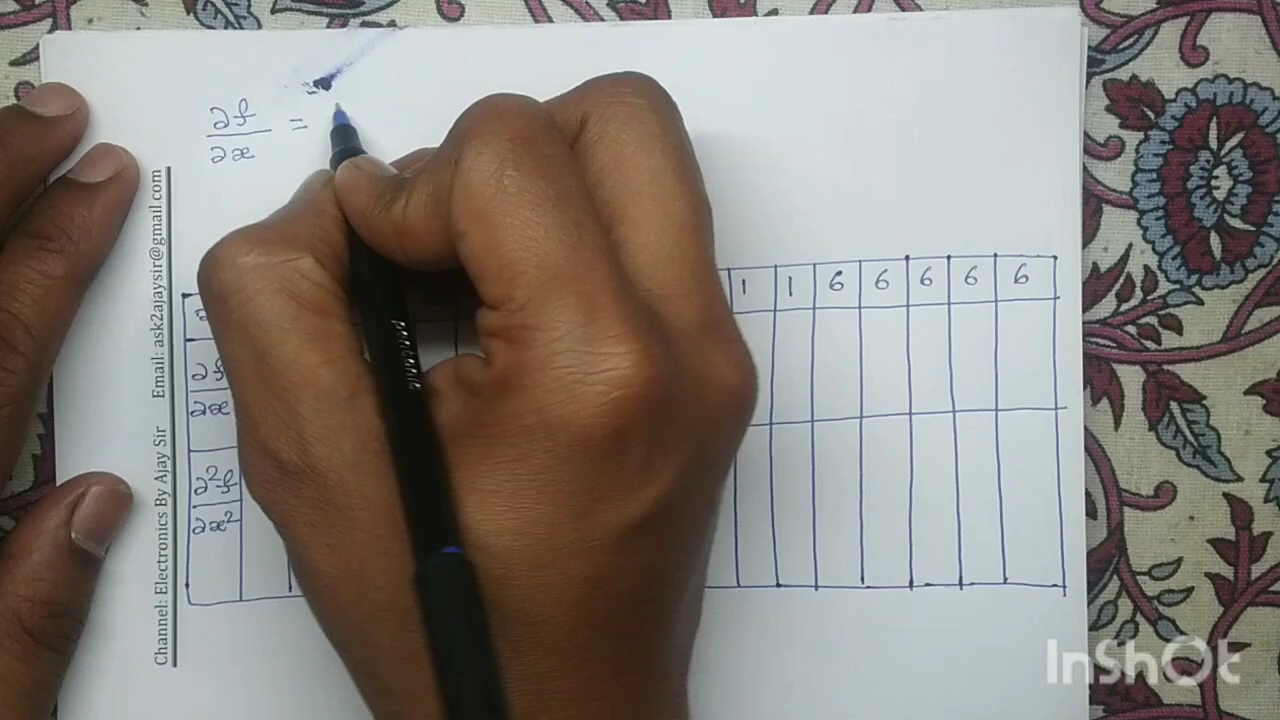 ∂f
∂x =
1 1 6 6 6 6 6
∂f
∂x
∂²f
∂x²
Channel: Electronics By Ajay Sir Email: ask2ajaysir@gmail.com
pentonic
InShOt